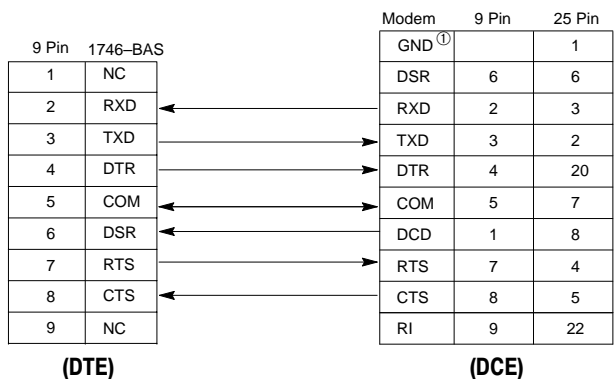 Modem 9 Pin 25 Pin
GND① 1
9 Pin 1746–BAS
1 NC DSR 6 6
2 RXD RXD 2 3
3 TXD TXD 3 2
4 DTR DTR 4 20
5 COM COM 5 7
6 DSR DCD 1 8
7 RTS RTS 7 4
8 CTS CTS 8 5
9 NC RI 9 22
(DTE) (DCE)